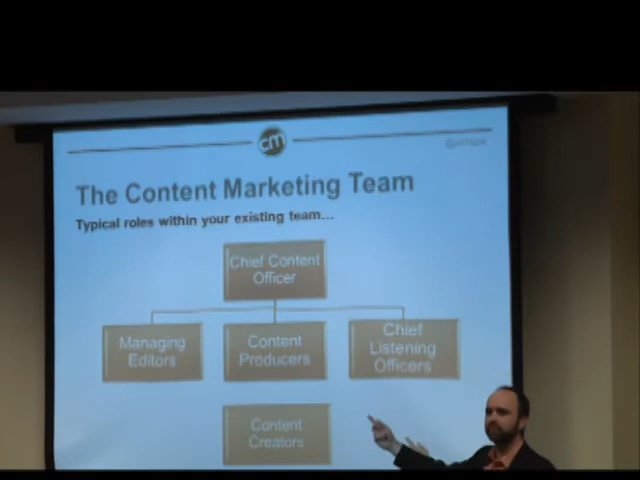 cm
The Content Marketing Team
Typical roles within your existing team...
Chief Content
Officer
Managing
Editors
Content
Producers
Chief
Listening
Officers
Content
Creators